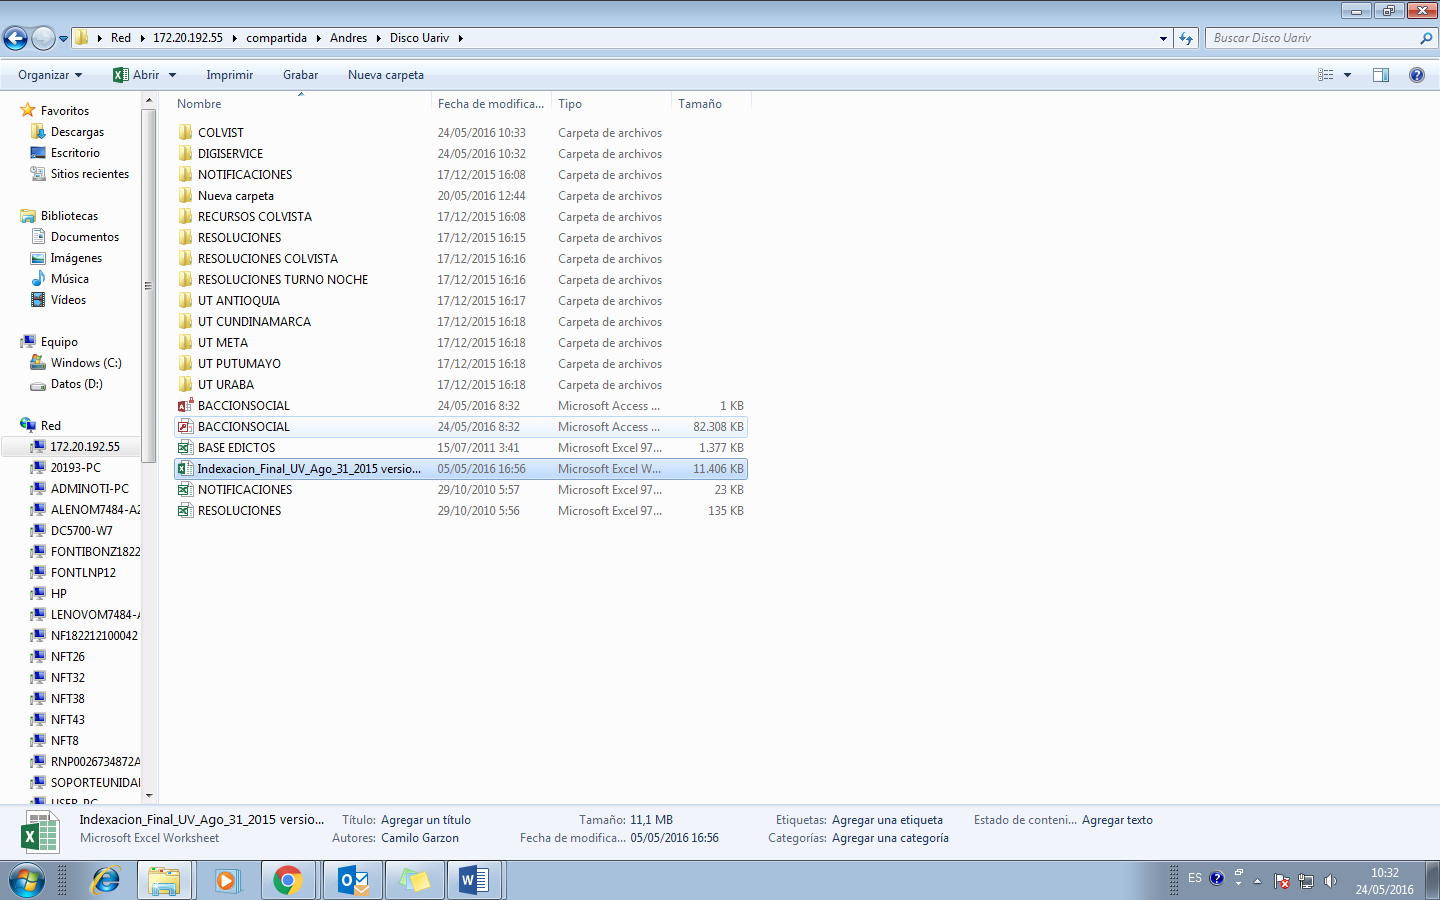 Red 172.20.192.55 compartida Andres Disco Uariv
Buscar Disco Uariv
Organizar Abrir Imprimir Grabar Nueva carpeta
Nombre Fecha de modifica... Tipo Tamaño
Favoritos
Descargas
Escritorio
Sitios recientes
Bibliotecas
Documentos
Imágenes
Música
Vídeos
Equipo
Windows (C:)
Datos (D:)
Red
172.20.192.55
20193-PC
ADMINOTI-PC
ALENOM7484-A2
DC5700-W7
FONTIBONZ1822
FONTLNP12
HP
LENOVOM7484-A
NF182212100042
NFT26
NFT32
NFT38
NFT43
NFT8
RNP0026734872A
SOPORTEUNIDAI
USER-PC
COLVIST 24/05/2016 10:33 Carpeta de archivos
DIGISERVICE 24/05/2016 10:32 Carpeta de archivos
NOTIFICACIONES 17/12/2015 16:08 Carpeta de archivos
Nueva carpeta 20/05/2016 12:44 Carpeta de archivos
RECURSOS COLVISTA 17/12/2015 16:08 Carpeta de archivos
RESOLUCIONES 17/12/2015 16:15 Carpeta de archivos
RESOLUCIONES COLVISTA 17/12/2015 16:16 Carpeta de archivos
RESOLUCIONES TURNO NOCHE 17/12/2015 16:16 Carpeta de archivos
UT ANTIOQUIA 17/12/2015 16:17 Carpeta de archivos
UT CUNDINAMARCA 17/12/2015 16:18 Carpeta de archivos
UT META 17/12/2015 16:18 Carpeta de archivos
UT PUTUMAYO 17/12/2015 16:18 Carpeta de archivos
UT URABA 17/12/2015 16:18 Carpeta de archivos
BACCIONSOCIAL 24/05/2016 8:32 Microsoft Access ... 1 KB
BACCIONSOCIAL 24/05/2016 8:32 Microsoft Access ... 82.308 KB
BASE EDICTOS 15/07/2011 3:41 Microsoft Excel 97... 1.377 KB
Indexacion_Final_UV_Ago_31_2015 versio... 05/05/2016 16:56 Microsoft Excel W... 11.406 KB
NOTIFICACIONES 29/10/2010 5:57 Microsoft Excel 97... 23 KB
RESOLUCIONES 29/10/2010 5:56 Microsoft Excel 97... 135 KB
Indexacion_Final_UV_Ago_31_2015 versio... Título: Agregar un título Tamaño: 11,1 MB Etiquetas: Agregar una etiqueta Estado de conteni... Agregar texto
Microsoft Excel Worksheet Autores: Camilo Garzon Fecha de modifica... 05/05/2016 16:56 Categorías: Agregar una categoría
ES 10:32
24/05/2016